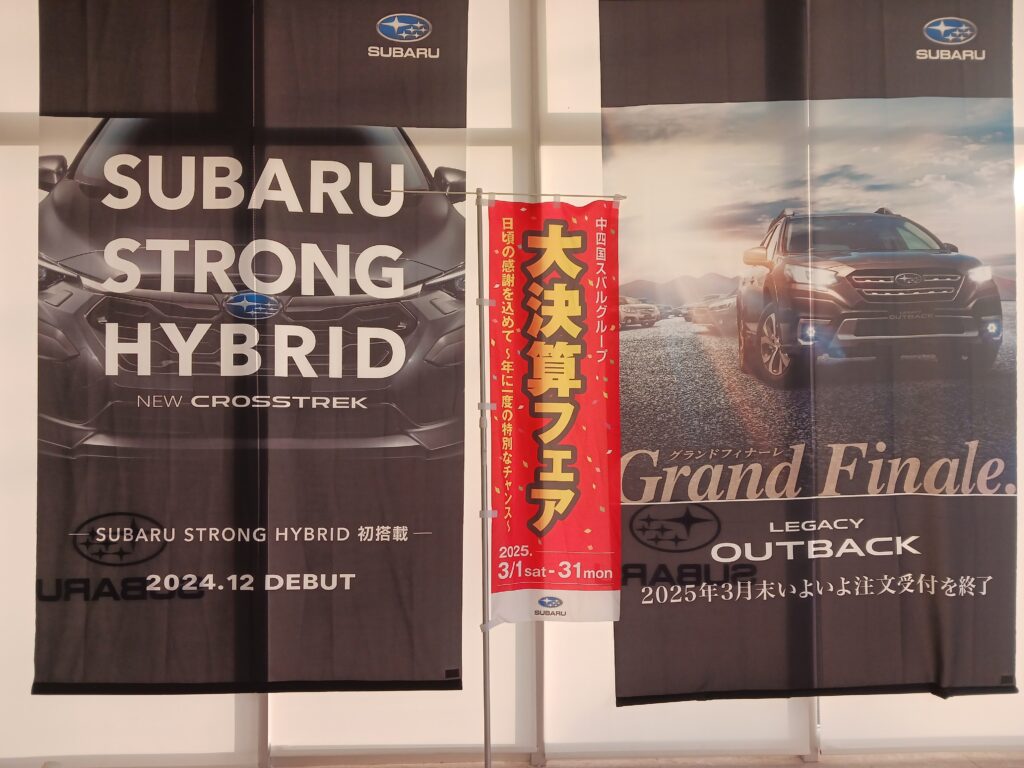 SUBARU
SUBARU
STRONG
HYBRID
NEW CROSSTREK
SUBARU STRONG HYBRID 初搭載
2024.12 DEBUT
SUBARU
中四国スバルグループ
大決算フェア
日頃の感謝を込めて ～年に一度の特別なチャンス～
2025.
3/1sat-31mon
SUBARU
SUBARU
OUTBACK
グランドフィナーレ
Grand Finale.
LEGACY
OUTBACK
2025年3月末いよいよ注文受付を終了
SUBARU